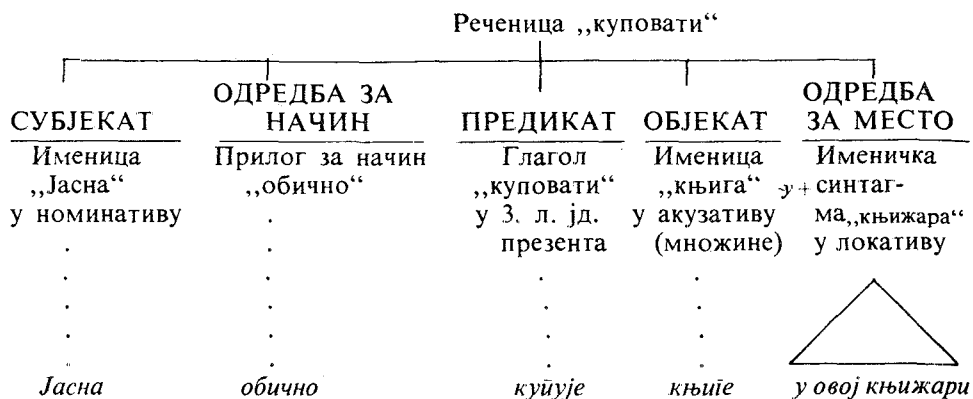 Реченица „куповати“
СУБЈЕКАТ
Именица
„Јасна“
у номинативу
ОДРЕДБА ЗА
НАЧИН
Прилог за начин
„обично“
ПРЕДИКАТ
Глагол
„куповати“
у 3. л. јд.
презента
ОБЈЕКАТ
Именица
„књига“
у акузативу
(множине)
ОДРЕДБА
ЗА МЕСТО
Именичка
у + синтаг-
ма„књижара“
у локативу
Јасна обично купује књиге у овој књижари